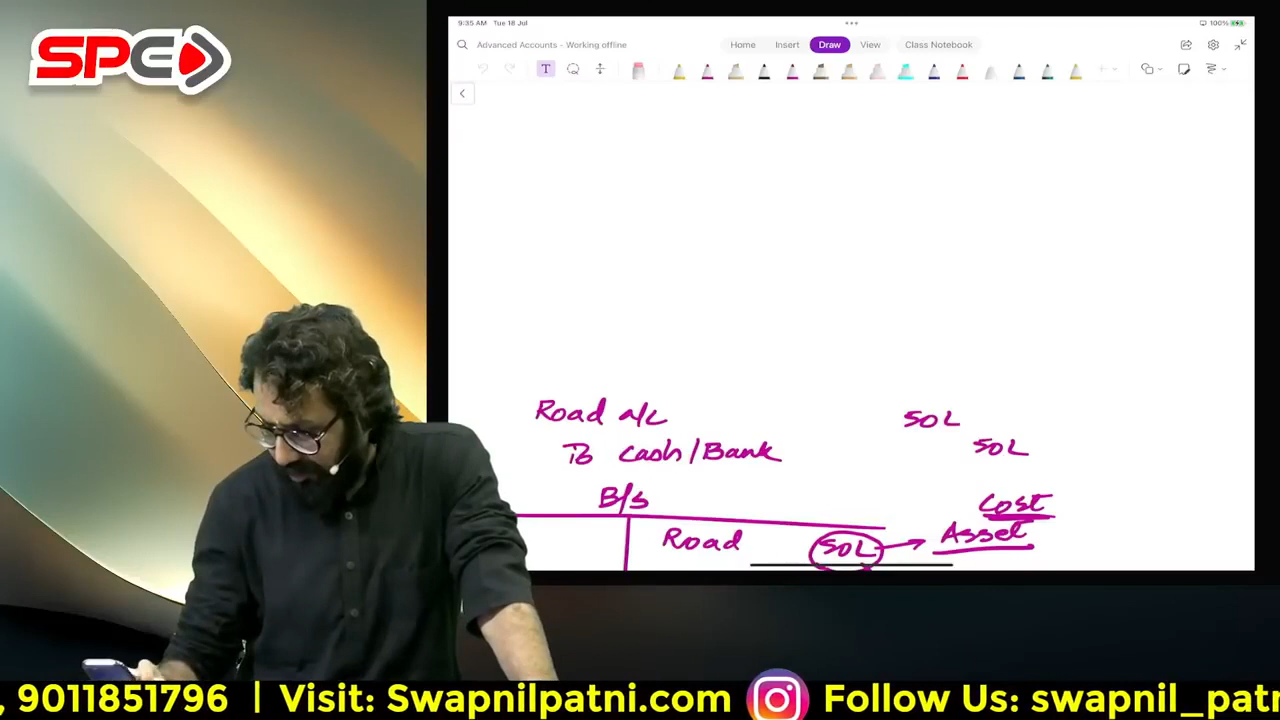 SPE
9:35 AM Tue 18 Jul
100%
Advanced Accounts - Working offline
Home Insert Draw View Class Notebook
T
Road a/c 50L
To cash/Bank 50L
B/s
Cost
Road 50L → Asset
, 9011851796 | Visit: Swapnilpatni.com Follow Us: swapnil_patn